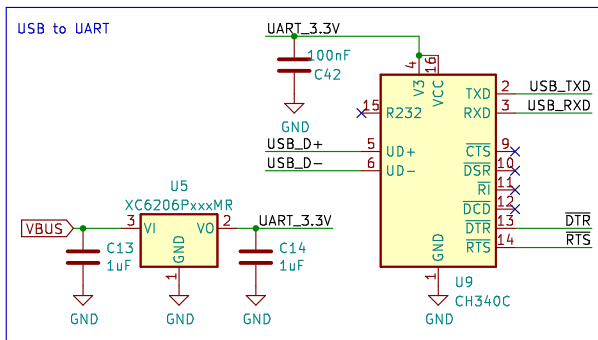 USB to UART
UART_3.3V
100nF
C42
GND
4
16
V3
VCC
15
R232
TXD
2
USB_TXD
RXD
3
USB_RXD
USB_D+
5
UD+
USB_D-
6
UD-
CTS
9
DSR
10
RI
11
DCD
12
DTR
13
DTR
RTS
14
RTS
GND
1
GND
U9
CH340C
U5
XC6206PxxxMR
VBUS
3
VI
VO
2
UART_3.3V
GND
1
C13
1uF
C14
1uF
GND
GND
GND